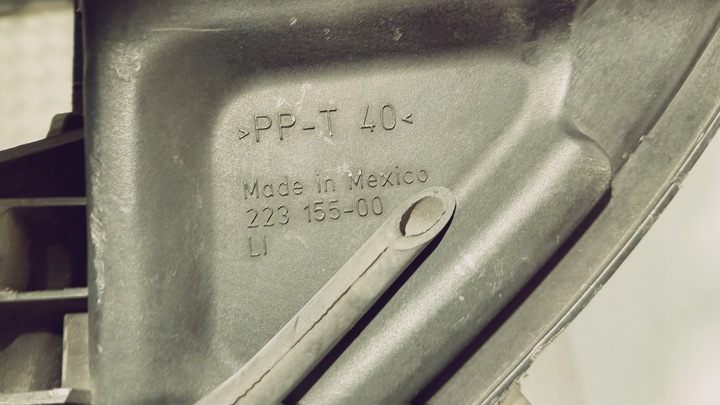 >PP-T 40<
Made in Mexico
223 155-00
LI